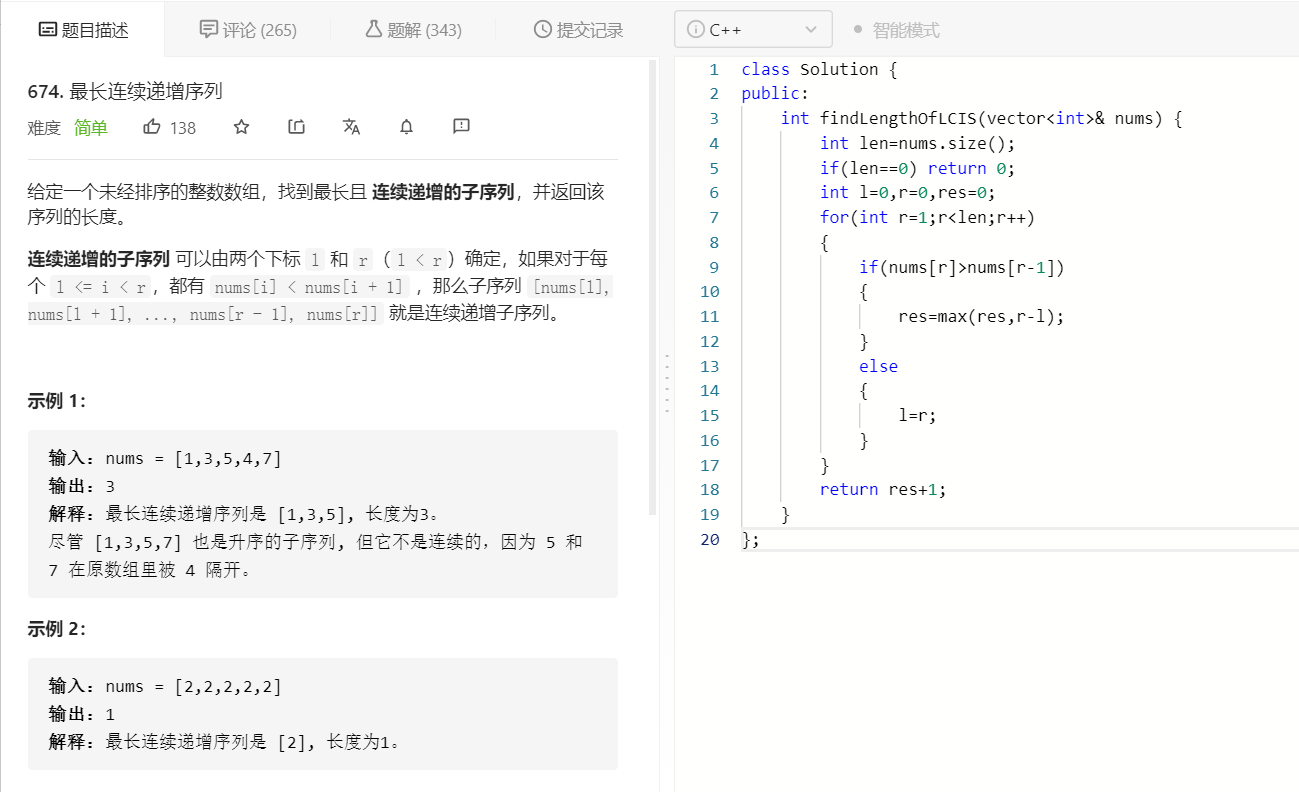 题目描述
评论 (265)
题解 (343)
提交记录
C++
智能模式
674. 最长连续递增序列
难度 简单 138
给定一个未经排序的整数数组，找到最长且 连续递增的子序列，并返回该
序列的长度。
连续递增的子序列 可以由两个下标 l 和 r（l < r）确定，如果对于每
个 l <= i < r，都有 nums[i] < nums[i + 1] ，那么子序列 [nums[l],
nums[l + 1], ..., nums[r - 1], nums[r]] 就是连续递增子序列。
示例 1：
输入：nums = [1,3,5,4,7]
输出：3
解释：最长连续递增序列是 [1,3,5], 长度为3。
尽管 [1,3,5,7] 也是升序的子序列, 但它不是连续的，因为 5 和
7 在原数组里被 4 隔开。
示例 2：
输入：nums = [2,2,2,2,2]
输出：1
解释：最长连续递增序列是 [2], 长度为1。
1 class Solution {
2 public:
3 int findLengthOfLCIS(vector<int>& nums) {
4 int len=nums.size();
5 if(len==0) return 0;
6 int l=0,r=0,res=0;
7 for(int r=1;r<len;r++)
8 {
9 if(nums[r]>nums[r-1])
10 {
11 res=max(res,r-l);
12 }
13 else
14 {
15 l=r;
16 }
17 }
18 return res+1;
19 }
20 };